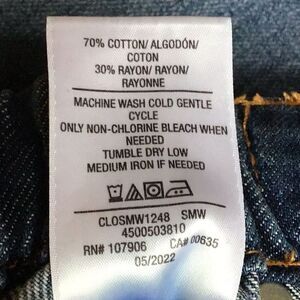 70% COTTON/ ALGODÓN/
COTON
30% RAYON/ RAYON/
RAYONNE
MACHINE WASH COLD GENTLE
CYCLE
ONLY NON-CHLORINE BLEACH WHEN
NEEDED
TUMBLE DRY LOW
MEDIUM IRON IF NEEDED
CLOSMW1248 SMW
4500503810
RN# 107906 CA# 00635
05/2022